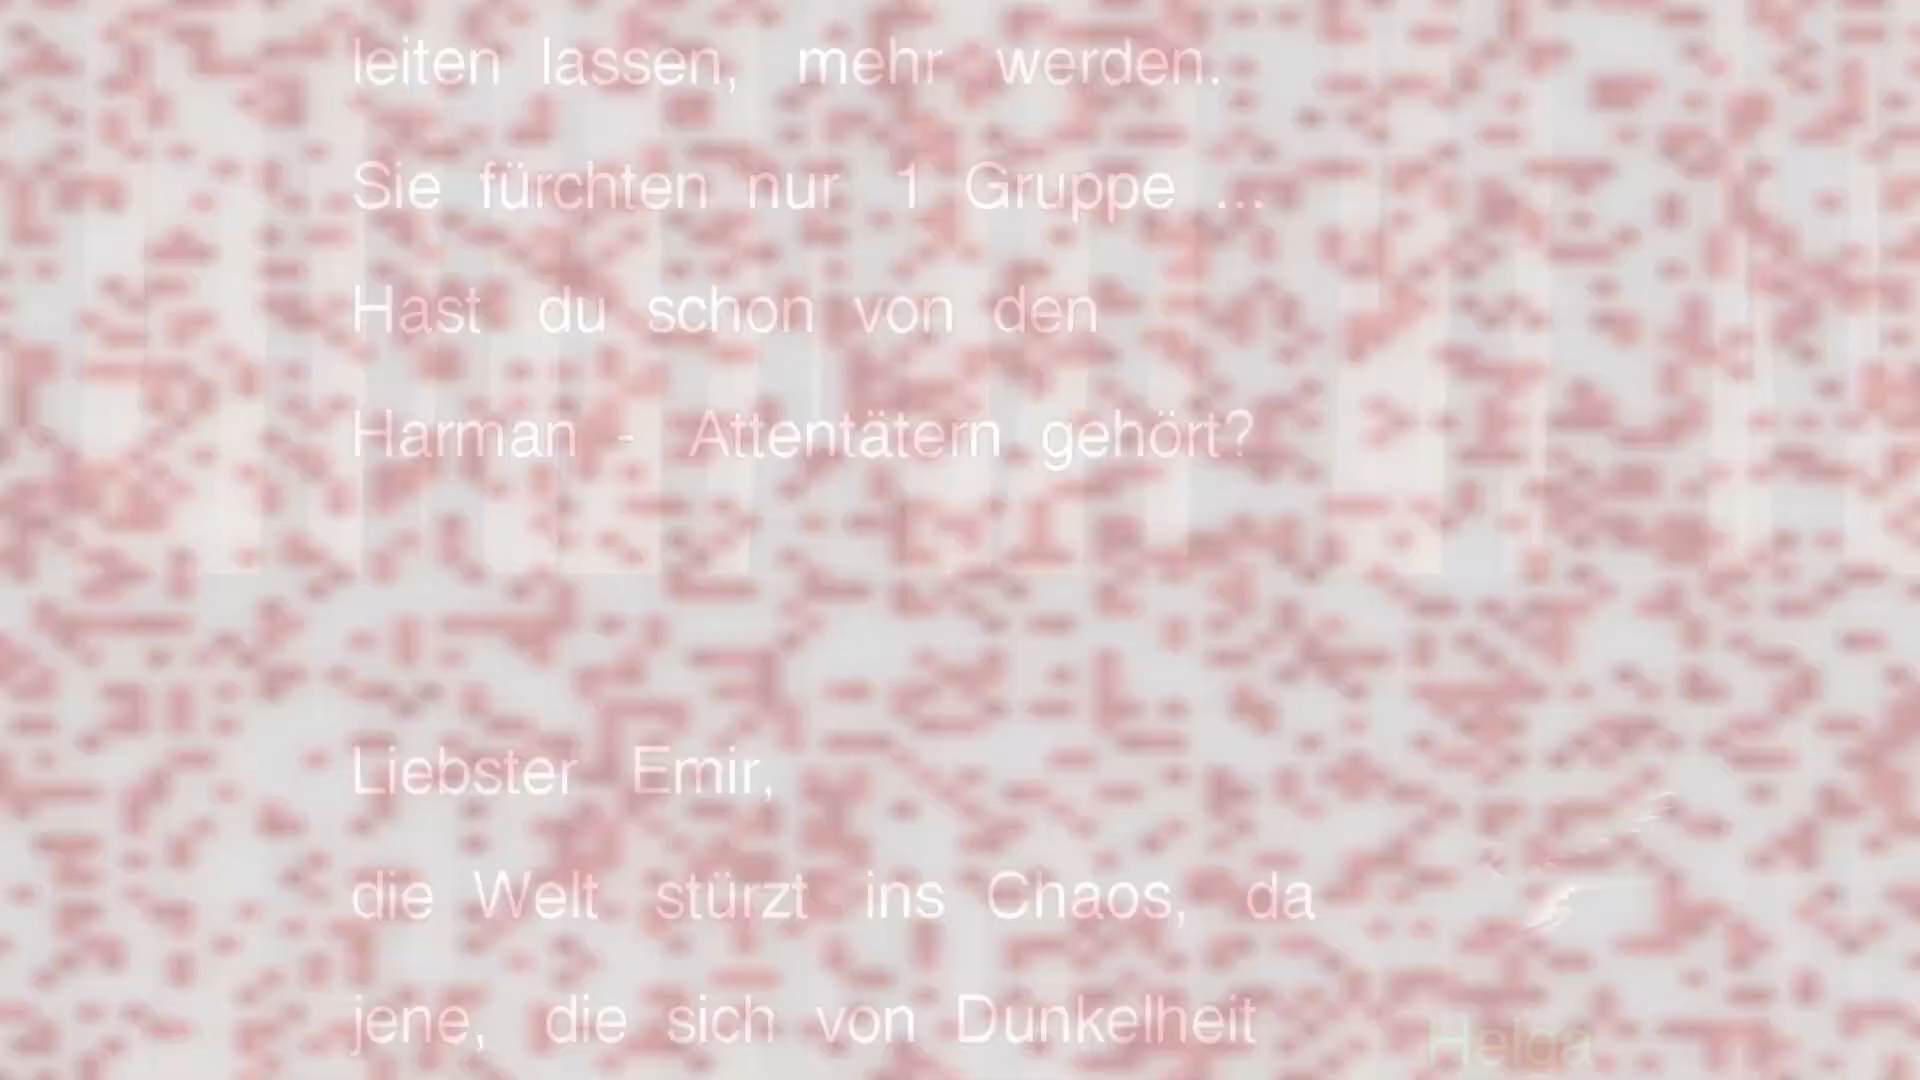 leiten lassen, mehr werden.
Sie fürchten nur 1 Gruppe ...
Hast du schon von den
Harman - Attentätern gehört?
Liebster Emir,
die Welt stürzt ins Chaos, da
jene, die sich von Dunkelheit
Helga